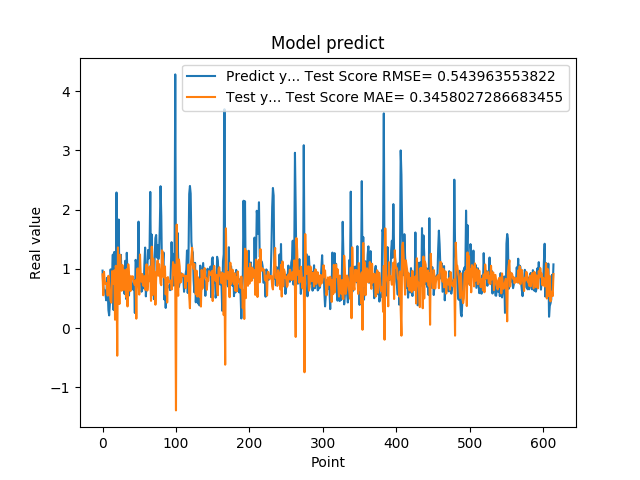 Model predict
Predict y... Test Score RMSE= 0.543963553822
Test y... Test Score MAE= 0.3458027286683455
Real value
4
3
2
1
0
−1
0 100 200 300 400 500 600
Point